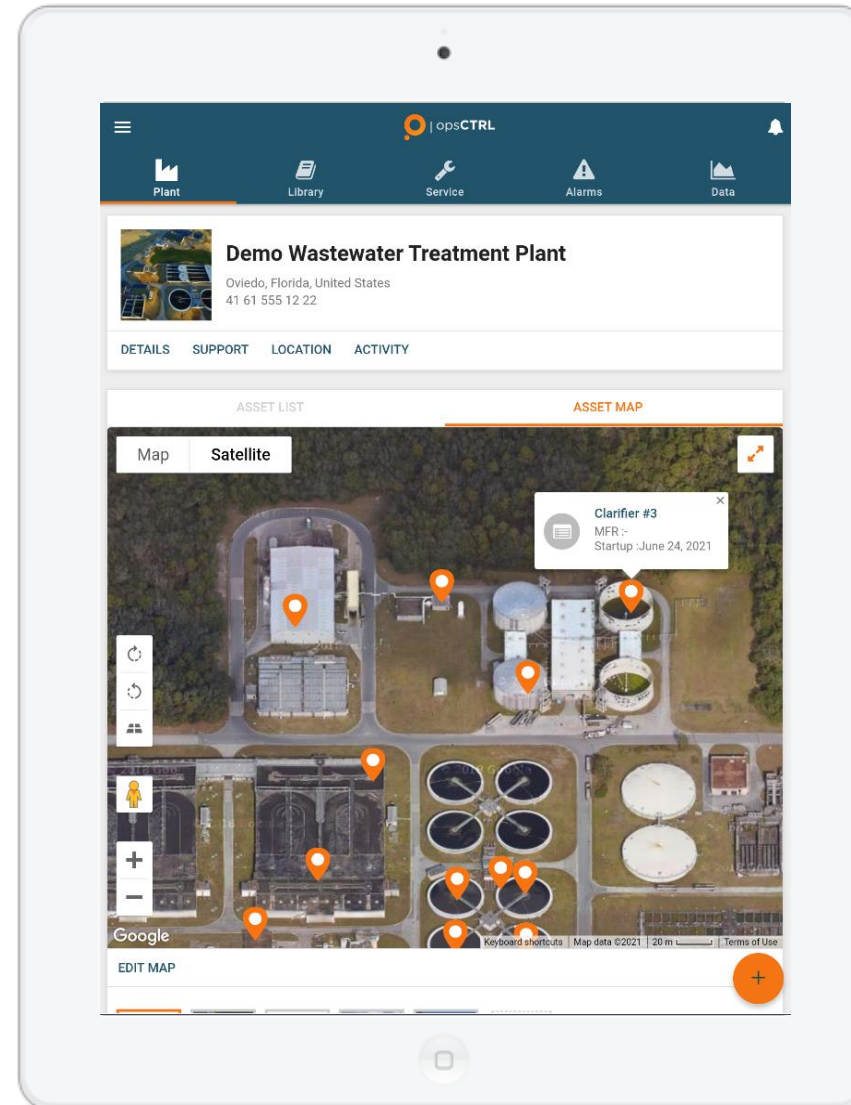 opsCTRL
Plant
Library
Service
Alarms
Data
Demo Wastewater Treatment Plant
Oviedo, Florida, United States
41 61 555 12 22
DETAILS SUPPORT LOCATION ACTIVITY
ASSET LIST
ASSET MAP
Map Satellite
Clarifier #3
MFR :-
Startup :June 24, 2021
Google
Keyboard shortcuts Map data ©2021 20 m Terms of Use
EDIT MAP